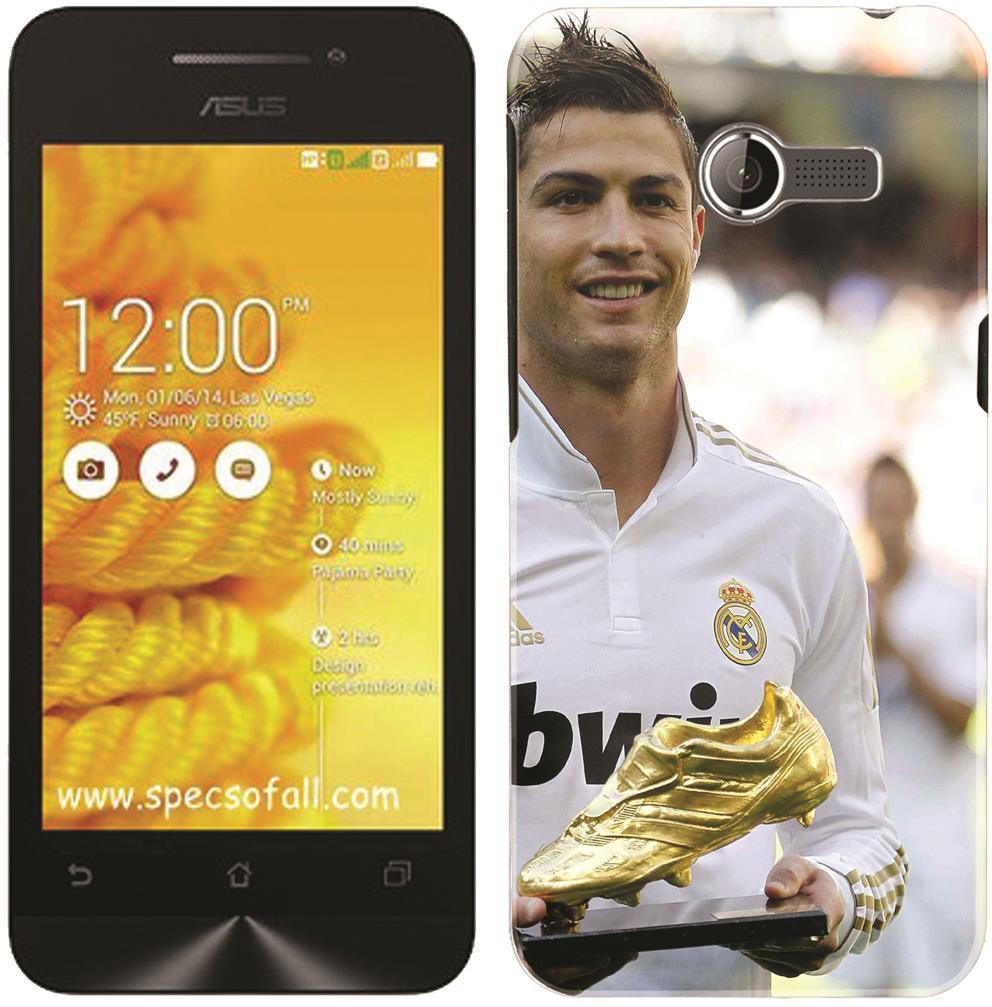 ASUS
12:00 PM
Mon, 01/06/14, Las Vegas
45°F, Sunny 06:00
Now
Mostly Sunny
40 mins
Pajama Party
2 hrs
Design
presentation reh.
www.specsofall.com
adidas
bwin